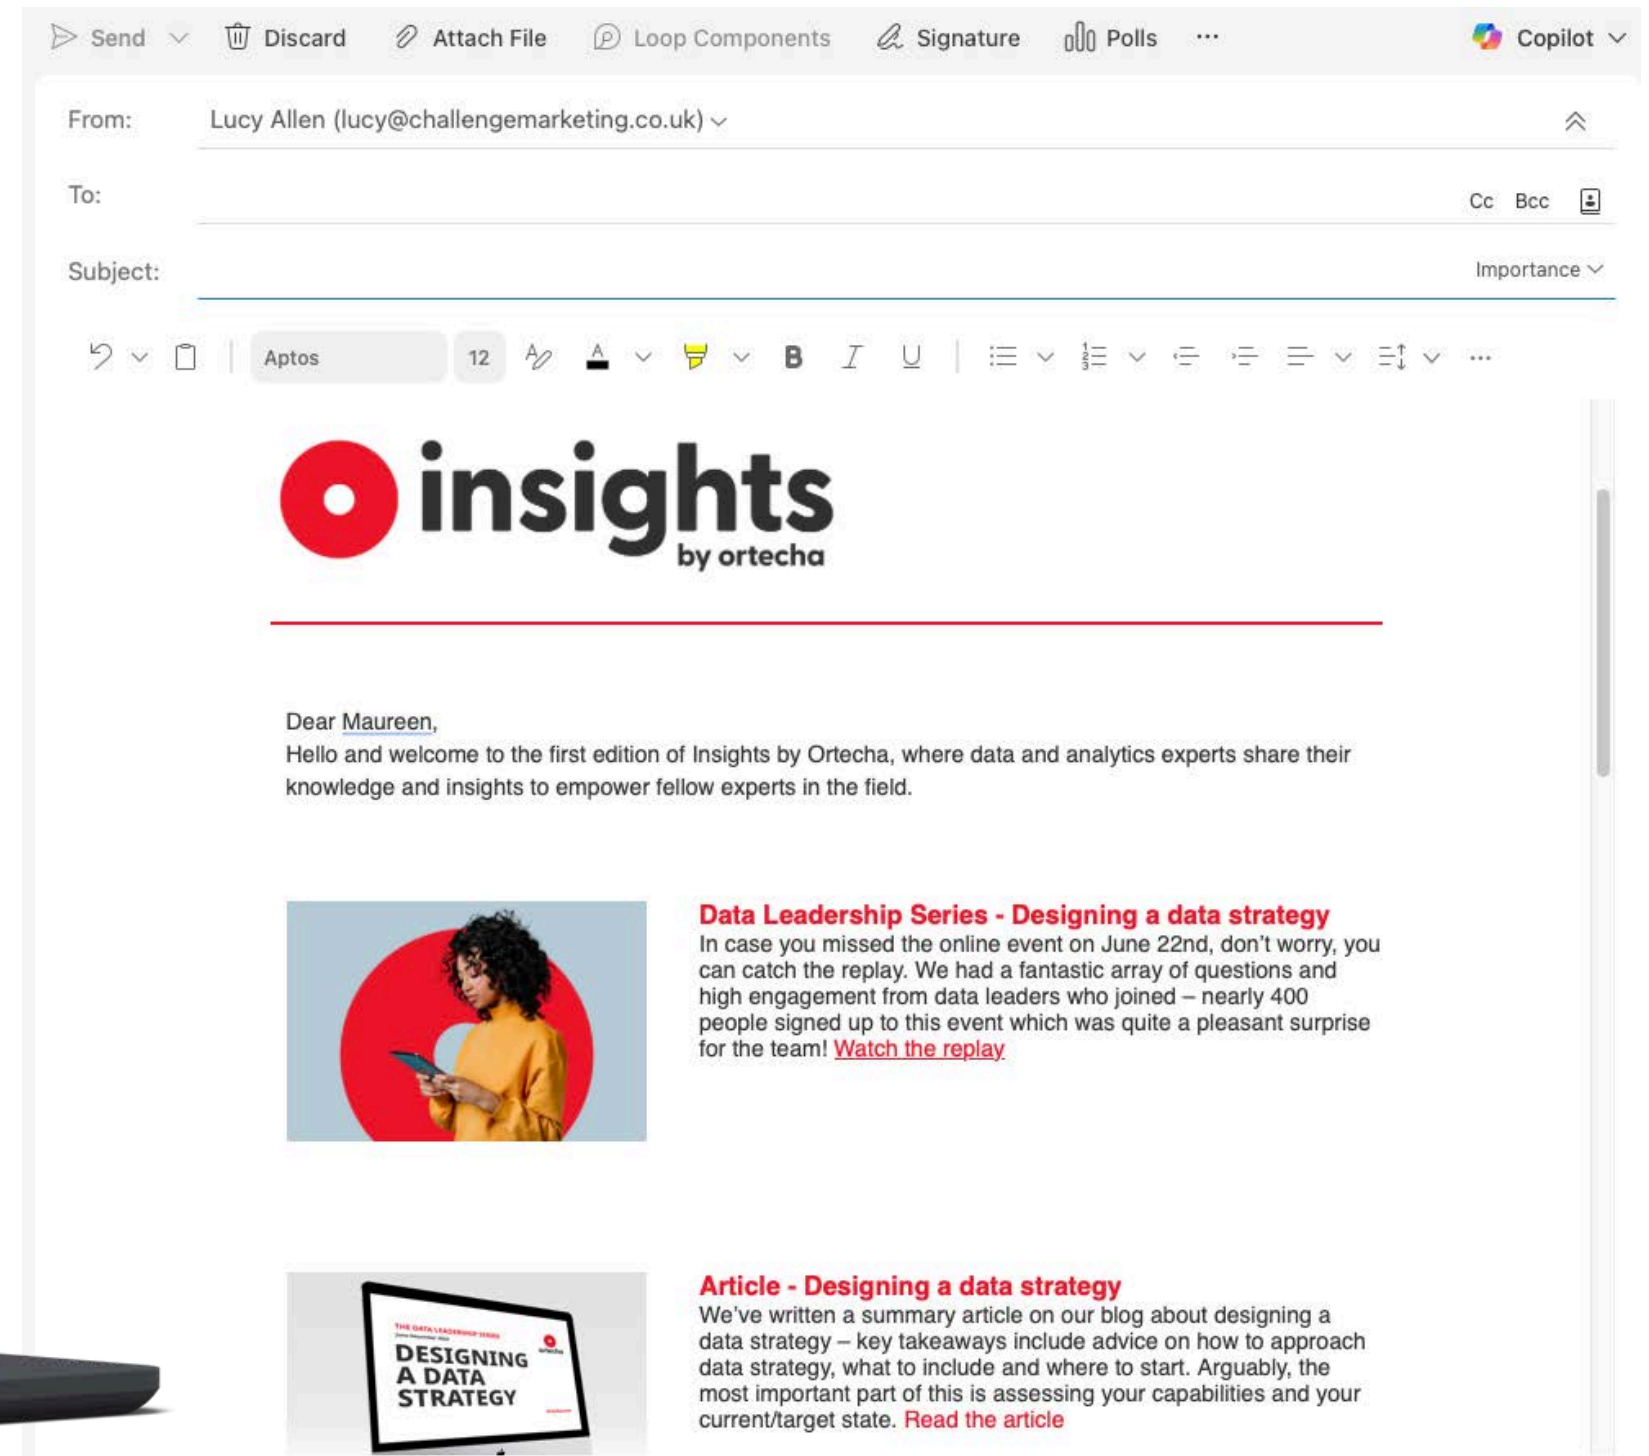 Send Discard Attach File Loop Components Signature Polls ... Copilot
From: Lucy Allen (lucy@challengemarketing.co.uk)
To: Cc Bcc
Subject: Importance
Aptos 12 A A B I U ...
insights
by ortecha
Dear Maureen,
Hello and welcome to the first edition of Insights by Ortecha, where data and analytics experts share their
knowledge and insights to empower fellow experts in the field.
Data Leadership Series - Designing a data strategy
In case you missed the online event on June 22nd, don’t worry, you
can catch the replay. We had a fantastic array of questions and
high engagement from data leaders who joined – nearly 400
people signed up to this event which was quite a pleasant surprise
for the team! Watch the replay
THE DATA LEADERSHIP SERIES
ortecha
DESIGNING
A DATA
STRATEGY
Article - Designing a data strategy
We’ve written a summary article on our blog about designing a
data strategy – key takeaways include advice on how to approach
data strategy, what to include and where to start. Arguably, the
most important part of this is assessing your capabilities and your
current/target state. Read the article